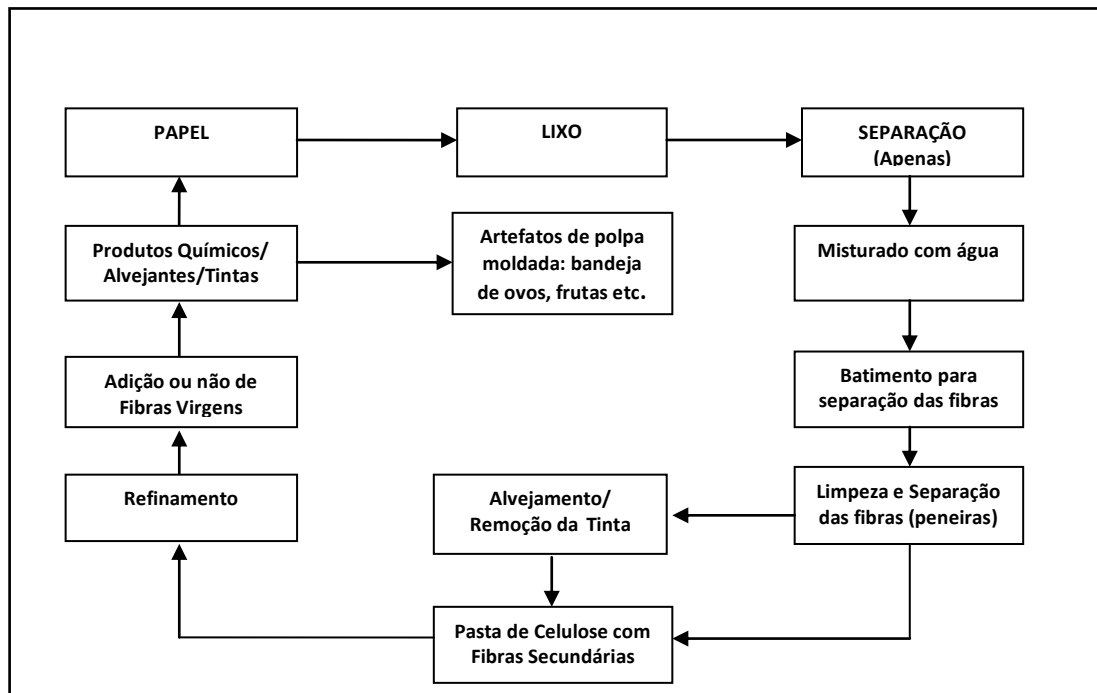 PAPEL
LIXO
SEPARAÇÃO
(Apenas)
Produtos Químicos/
Alvejantes/Tintas
Artefatos de polpa
moldada: bandeja
de ovos, frutas etc.
Misturado com água
Adição ou não de
Fibras Virgens
Batimento para
separação das fibras
Refinamento
Alvejamento/
Remoção da Tinta
Limpeza e Separação
das fibras (peneiras)
Pasta de Celulose com
Fibras Secundárias